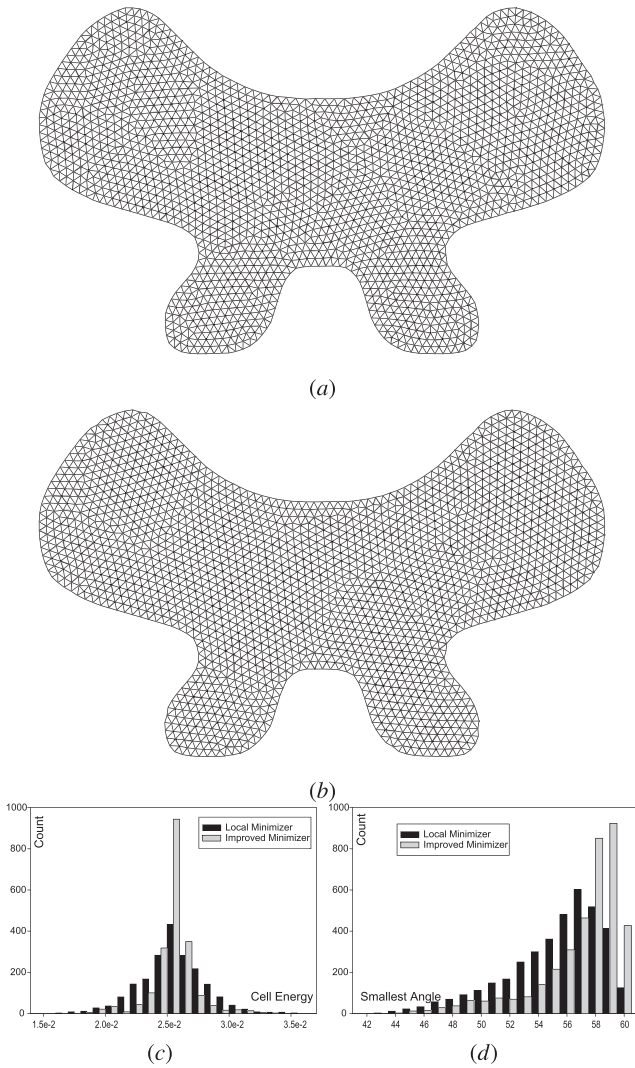 (a)
(b)
1000
800
600
400
200
0
Count
Local Minimizer
Improved Minimizer
Cell Energy
1.5e-2 2.0e-2 2.5e-2 3.0e-2 3.5e-2
(c)
1000
800
600
400
200
0
Count
Local Minimizer
Improved Minimizer
Smallest Angle
42 44 46 48 50 52 54 56 58 60
(d)